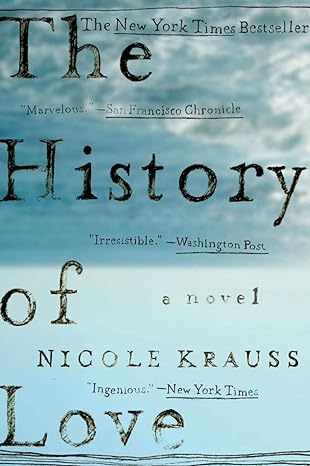 The New York Times Bestseller
The
"Marvelous."—San Francisco Chronicle
History
"Irresistible."—Washington Post
of
a novel
NICOLE KRAUSS
"Ingenious."—New York Times
Love